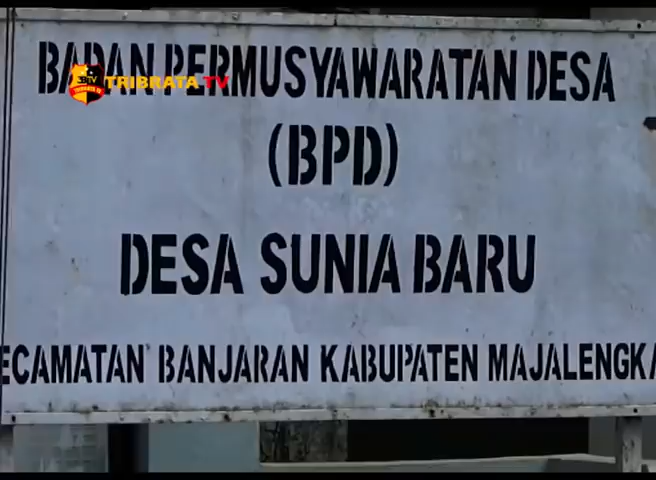 BADAN PERMUSYAWARATAN DESA
TRIBRATA TV
(BPD)
DESA SUNIA BARU
ECAMATAN BANJARAN KABUPATEN MAJALENGKA